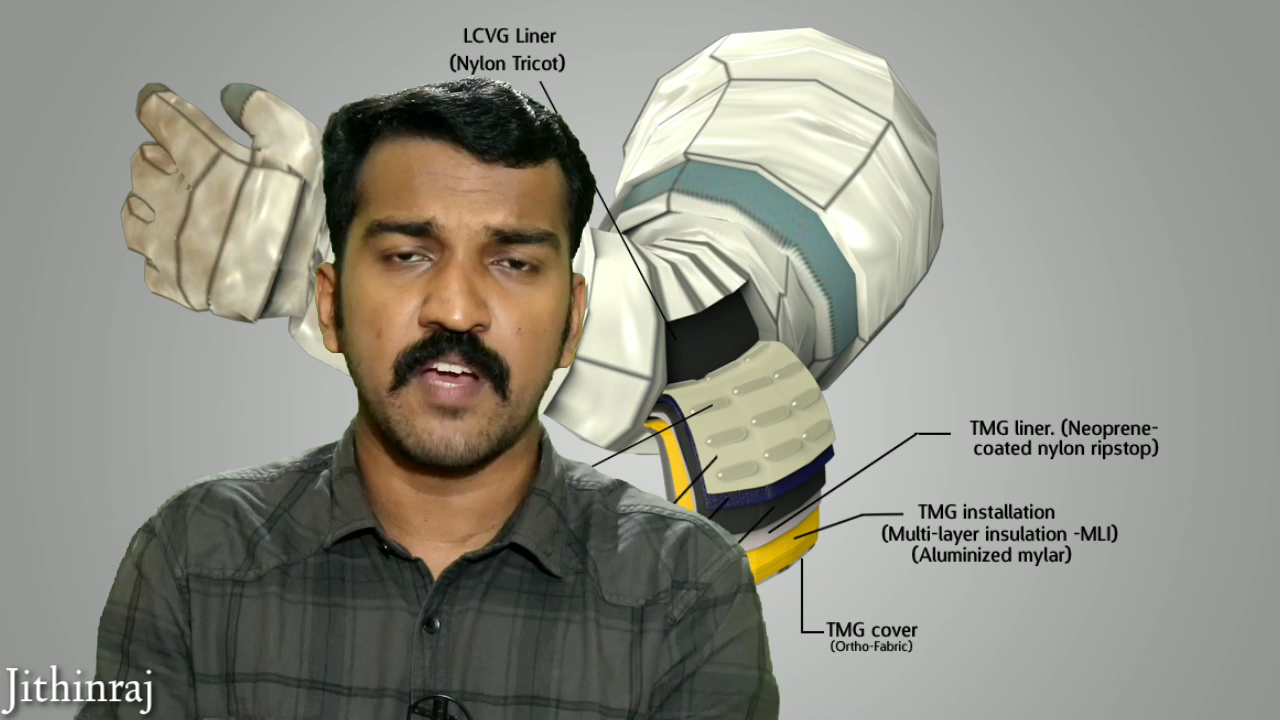 LCVG Liner
(Nylon Tricot)
TMG liner. (Neoprene-
coated nylon ripstop)
TMG installation
(Multi-layer insulation -MLI)
(Aluminized mylar)
TMG cover
(Ortho-Fabric)
Jithinraj